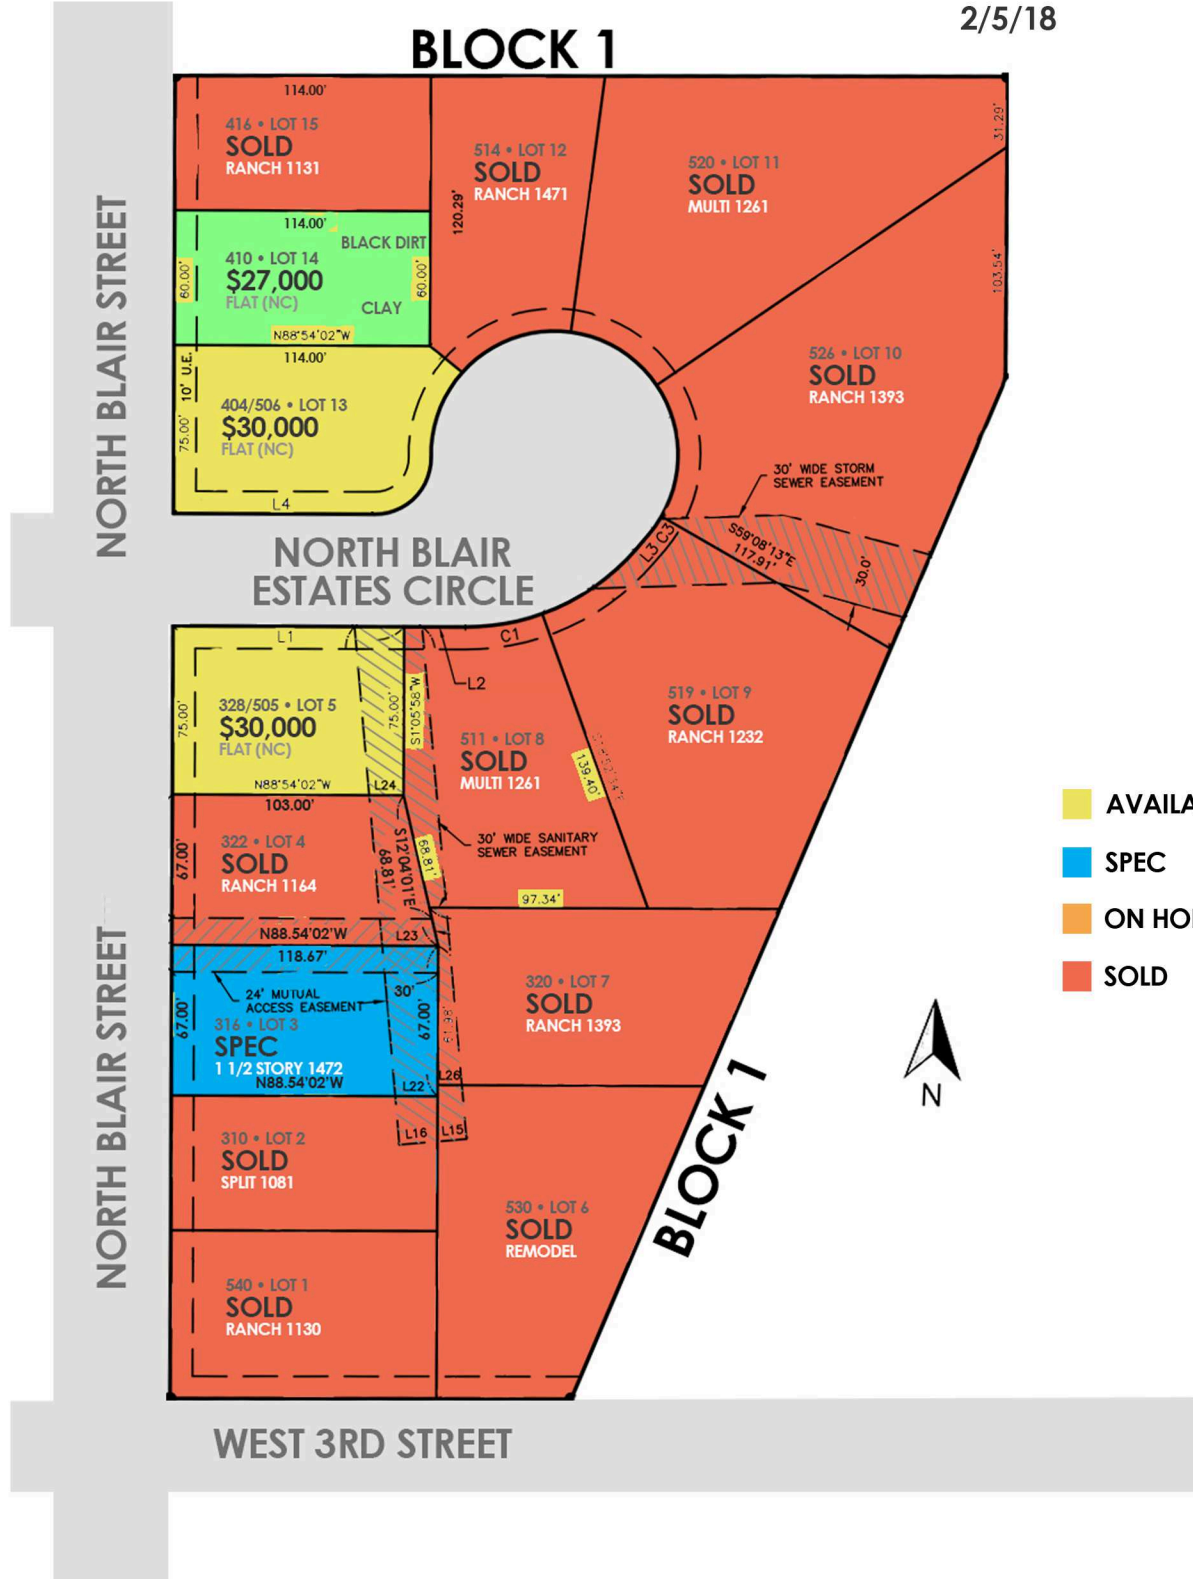 2/5/18
BLOCK 1
114.00'
31.29'
416 • LOT 15
SOLD
RANCH 1131
514 • LOT 12
SOLD
RANCH 1471
120.29'
520 • LOT 11
SOLD
MULTI 1261
103.54'
NORTH BLAIR STREET
114.00'
BLACK DIRT
410 • LOT 14
$27,000
FLAT (NC)
CLAY
60.00'
60.00'
N88°54'02"W
114.00'
10' U.E.
75.00'
404/506 • LOT 13
$30,000
FLAT (NC)
L4
526 • LOT 10
SOLD
RANCH 1393
30' WIDE STORM
SEWER EASEMENT
S59°08'13"E
117.91'
30.0'
L3 C3
NORTH BLAIR
ESTATES CIRCLE
L1
C1
L2
75.00'
328/505 • LOT 5
$30,000
FLAT (NC)
75.00'
S1°05'58"W
N88°54'02"W
L24
103.00'
511 • LOT 8
SOLD
MULTI 1261
139.40'
519 • LOT 9
SOLD
RANCH 1232
AVAILA
SPEC
ON HOL
SOLD
67.00'
322 • LOT 4
SOLD
RANCH 1164
S12°04'01"E
68.81'
68.81'
30' WIDE SANITARY
SEWER EASEMENT
97.34'
N88.54'02'W
L23
118.67'
24' MUTUAL
ACCESS EASEMENT
30'
67.00'
67.00'
61.98'
316 • LOT 3
SPEC
1 1/2 STORY 1472
N88.54'02'W
L22
L26
320 • LOT 7
SOLD
RANCH 1393
N
NORTH BLAIR STREET
L16
L15
310 • LOT 2
SOLD
SPLIT 1081
530 • LOT 6
SOLD
REMODEL
BLOCK 1
540 • LOT 1
SOLD
RANCH 1130
WEST 3RD STREET